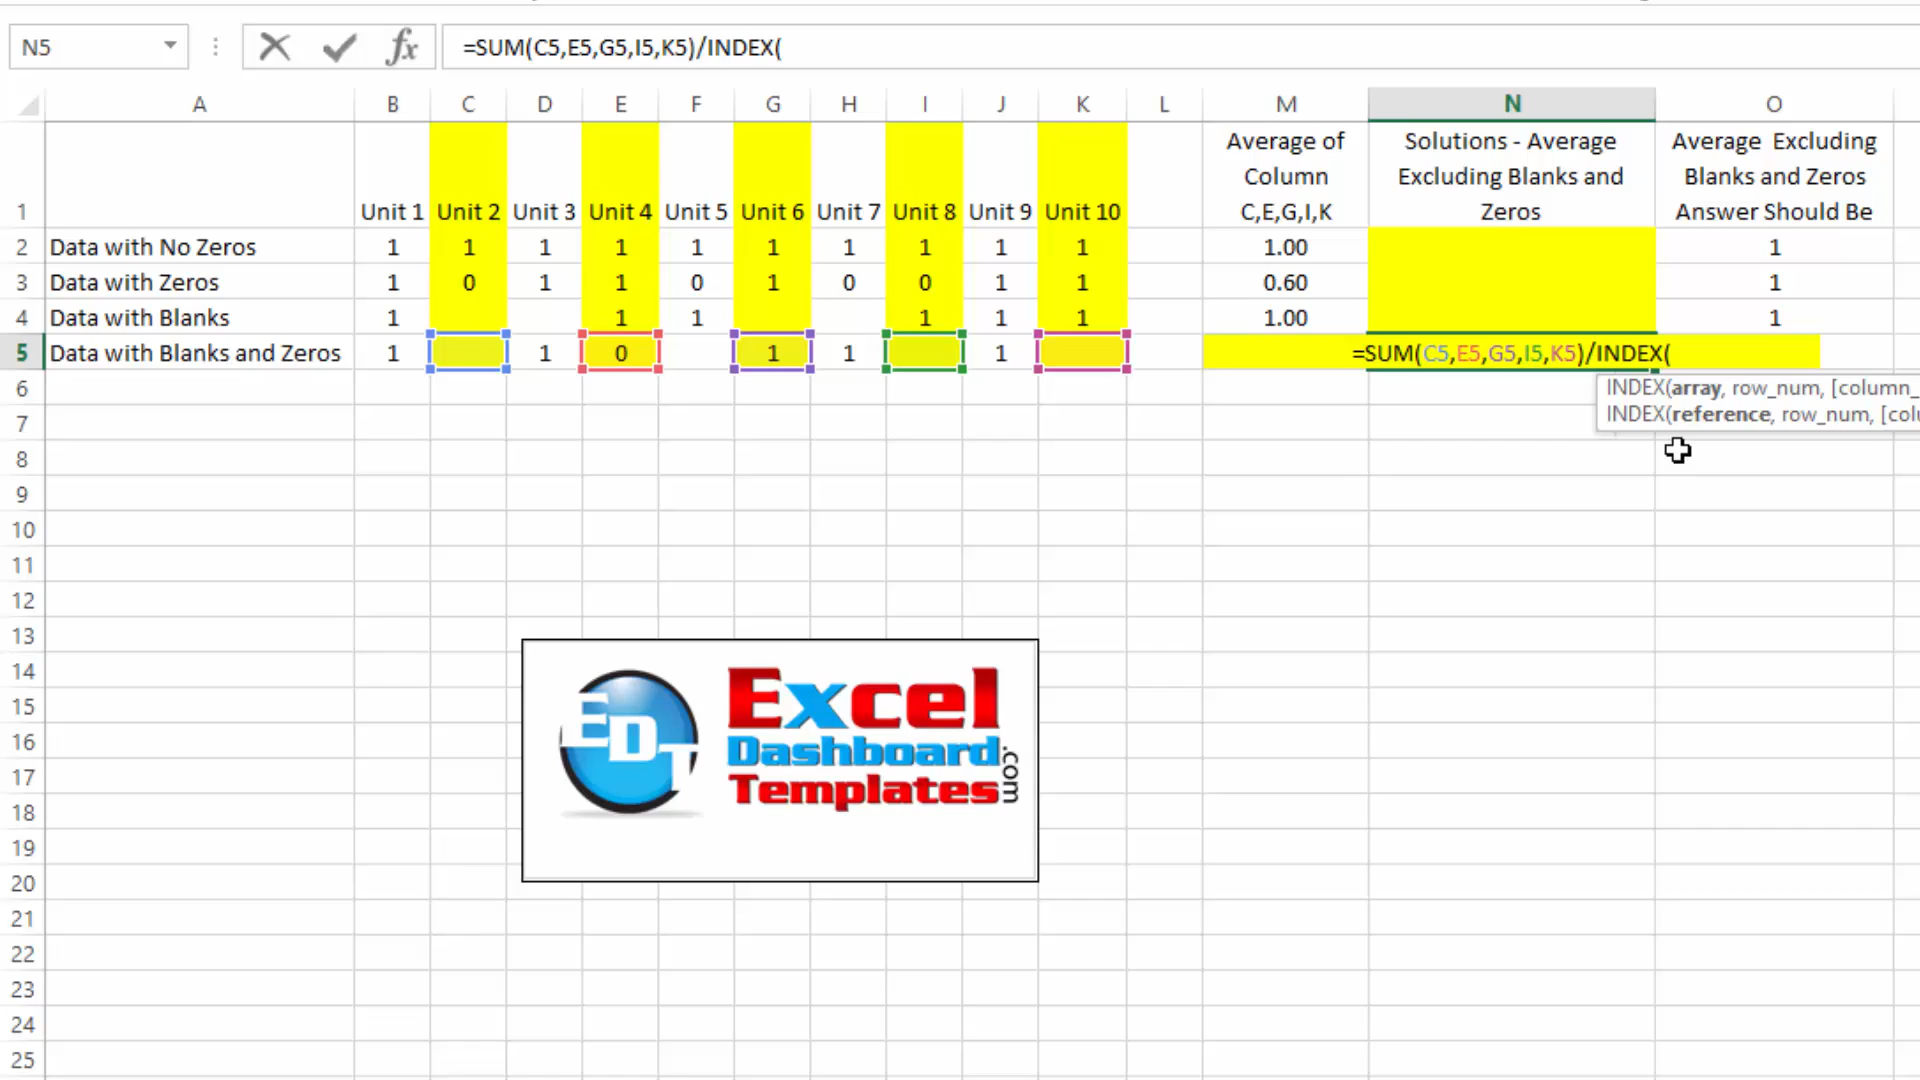 N5 =SUM(C5,E5,G5,I5,K5)/INDEX(
A B C D E F G H I J K L M N O
Average of Solutions - Average Average Excluding
Column Excluding Blanks and Blanks and Zeros
1 Unit 1 Unit 2 Unit 3 Unit 4 Unit 5 Unit 6 Unit 7 Unit 8 Unit 9 Unit 10 C,E,G,I,K Zeros Answer Should Be
2 Data with No Zeros 1 1 1 1 1 1 1 1 1 1 1.00 1
3 Data with Zeros 1 0 1 1 0 1 0 0 1 1 0.60 1
4 Data with Blanks 1 1 1 1 1 1 1.00 1
5 Data with Blanks and Zeros 1 1 0 1 1 1 =SUM(C5,E5,G5,I5,K5)/INDEX(
6 INDEX(array, row_num, [column_
INDEX(reference, row_num, [colu
7
8
9
10
11
12
13
14
15
16
17
18
19
20
21
22
23
24
25
EDT
Excel
Dashboard
Templates
.com